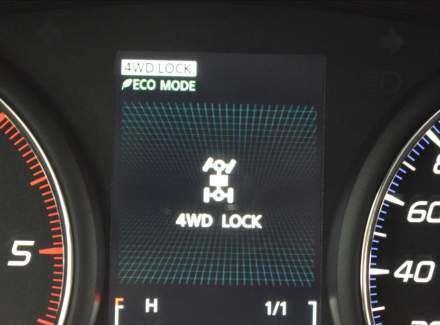 4WD LOCK
ECO MODE
4WD LOCK
F H 1/1
5
60
40